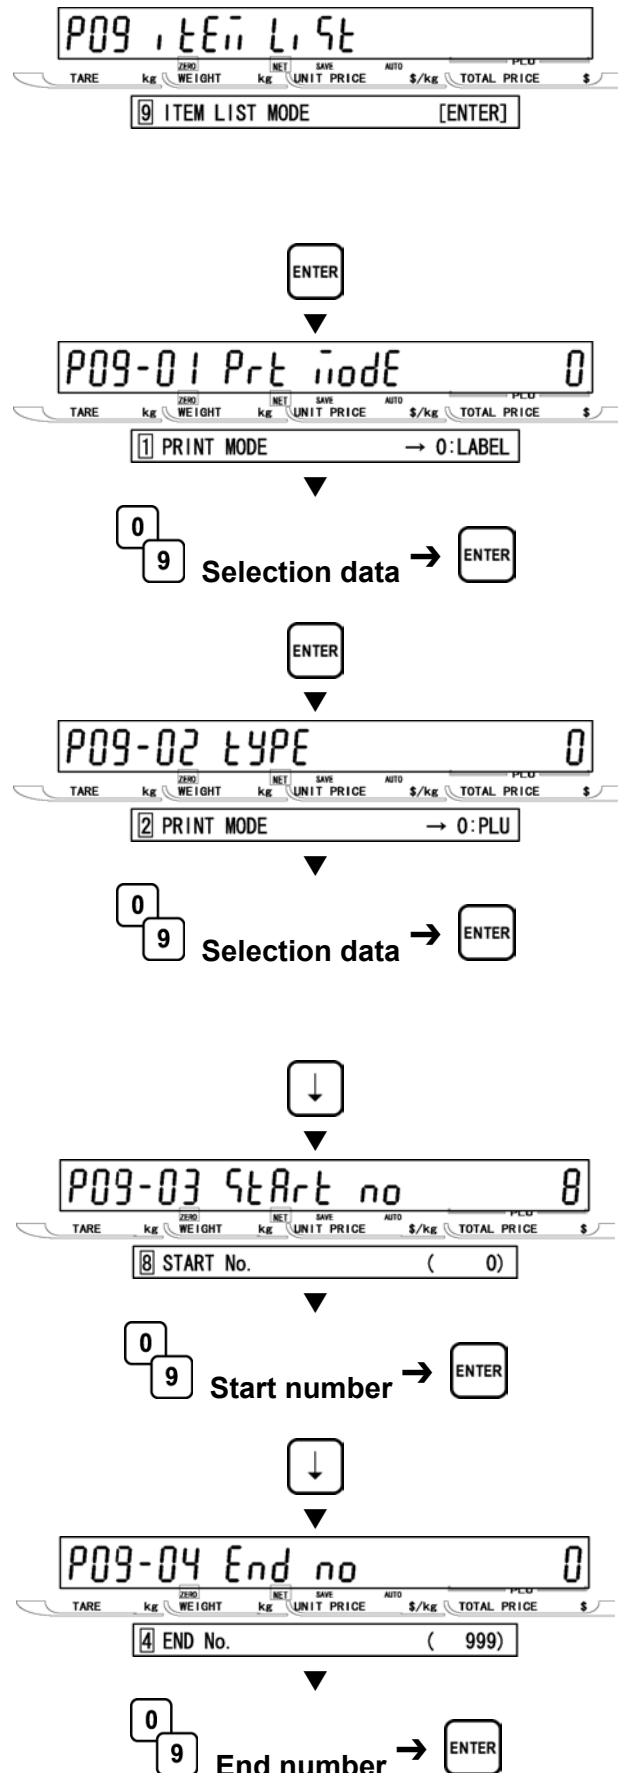 P09 itEm LiSt
ZERO NET SAVE AUTO PLU
TARE kg WEIGHT kg UNIT PRICE $/kg TOTAL PRICE $
9 ITEM LIST MODE [ENTER]
ENTER
P09-01 Prt modE 0
ZERO NET SAVE AUTO PLU
TARE kg WEIGHT kg UNIT PRICE $/kg TOTAL PRICE $
1 PRINT MODE → 0:LABEL
0
9 Selection data ➔ ENTER
ENTER
P09-02 tYPE 0
ZERO NET SAVE AUTO PLU
TARE kg WEIGHT kg UNIT PRICE $/kg TOTAL PRICE $
2 PRINT MODE → 0:PLU
0
9 Selection data ➔ ENTER
↓
P09-03 StArt no 8
ZERO NET SAVE AUTO PLU
TARE kg WEIGHT kg UNIT PRICE $/kg TOTAL PRICE $
8 START No. ( 0)
0
9 Start number ➔ ENTER
↓
P09-04 End no 0
ZERO NET SAVE AUTO PLU
TARE kg WEIGHT kg UNIT PRICE $/kg TOTAL PRICE $
4 END No. ( 999)
0
9 End number ➔ ENTER